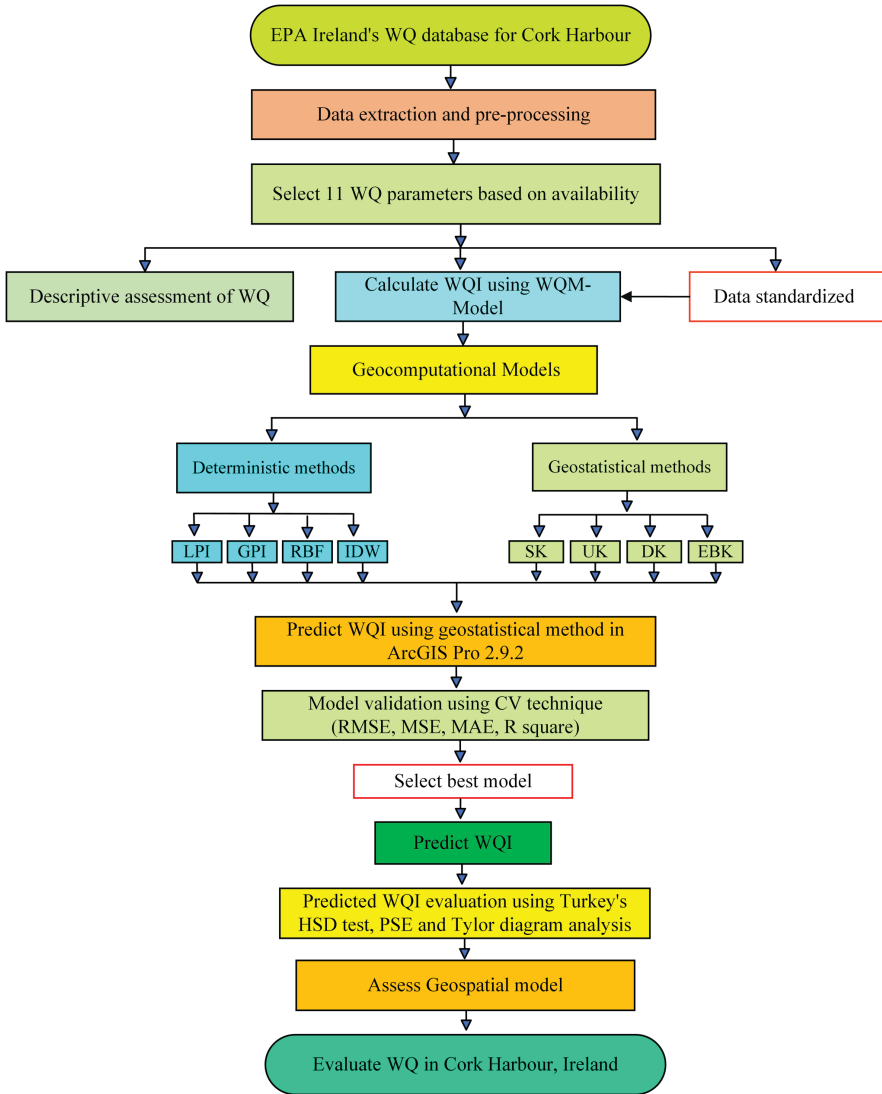 EPA Ireland's WQ database for Cork Harbour
Data extraction and pre-processing
Select 11 WQ parameters based on availability
Descriptive assessment of WQ
Calculate WQI using WQM-
Model
Data standardized
Geocomputational Models
Deterministic methods
Geostatistical methods
LPI
GPI
RBF
IDW
SK
UK
DK
EBK
Predict WQI using geostatistical method in
ArcGIS Pro 2.9.2
Model validation using CV technique
(RMSE, MSE, MAE, R square)
Select best model
Predict WQI
Predicted WQI evaluation using Turkey's
HSD test, PSE and Tylor diagram analysis
Assess Geospatial model
Evaluate WQ in Cork Harbour, Ireland